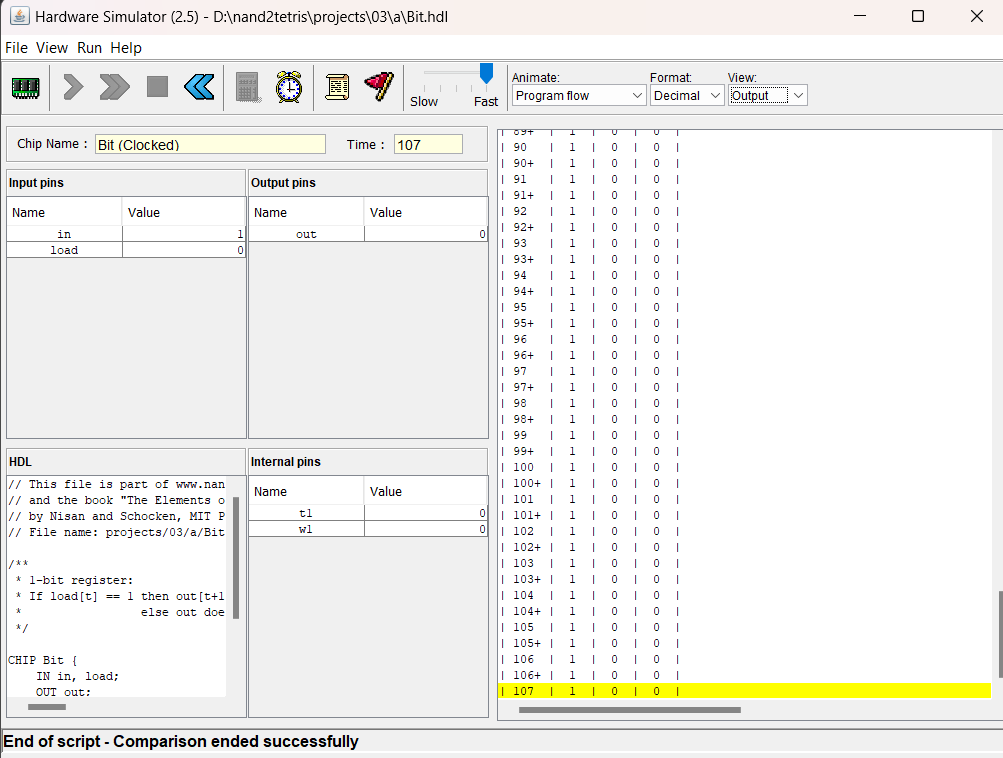 Hardware Simulator (2.5) - D:\nand2tetris\projects\03\a\Bit.hdl
File View Run Help
Slow Fast
Animate: Format: View:
Program flow Decimal Output
Chip Name : Bit (Clocked) Time : 107
Input pins
Name Value
in 1
load 0
Output pins
Name Value
out 0
HDL
// This file is part of www.nan
// and the book "The Elements o
// by Nisan and Schocken, MIT P
// File name: projects/03/a/Bit
/**
* 1-bit register:
* If load[t] == 1 then out[t+1
* else out doe
*/
CHIP Bit {
IN in, load;
OUT out;
Internal pins
Name Value
t1 0
w1 0
| 89+ | 1 | 0 | 0 |
| 90 | 1 | 0 | 0 |
| 90+ | 1 | 0 | 0 |
| 91 | 1 | 0 | 0 |
| 91+ | 1 | 0 | 0 |
| 92 | 1 | 0 | 0 |
| 92+ | 1 | 0 | 0 |
| 93 | 1 | 0 | 0 |
| 93+ | 1 | 0 | 0 |
| 94 | 1 | 0 | 0 |
| 94+ | 1 | 0 | 0 |
| 95 | 1 | 0 | 0 |
| 95+ | 1 | 0 | 0 |
| 96 | 1 | 0 | 0 |
| 96+ | 1 | 0 | 0 |
| 97 | 1 | 0 | 0 |
| 97+ | 1 | 0 | 0 |
| 98 | 1 | 0 | 0 |
| 98+ | 1 | 0 | 0 |
| 99 | 1 | 0 | 0 |
| 99+ | 1 | 0 | 0 |
| 100 | 1 | 0 | 0 |
| 100+ | 1 | 0 | 0 |
| 101 | 1 | 0 | 0 |
| 101+ | 1 | 0 | 0 |
| 102 | 1 | 0 | 0 |
| 102+ | 1 | 0 | 0 |
| 103 | 1 | 0 | 0 |
| 103+ | 1 | 0 | 0 |
| 104 | 1 | 0 | 0 |
| 104+ | 1 | 0 | 0 |
| 105 | 1 | 0 | 0 |
| 105+ | 1 | 0 | 0 |
| 106 | 1 | 0 | 0 |
| 106+ | 1 | 0 | 0 |
| 107 | 1 | 0 | 0 |
End of script - Comparison ended successfully